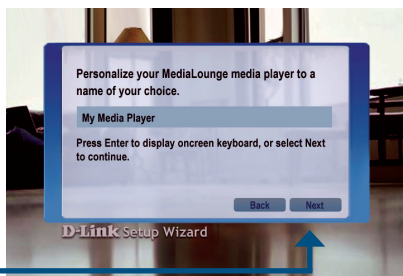 Personalize your MediaLounge media player to a
name of your choice.
My Media Player
Press Enter to display onscreen keyboard, or select Next
to continue.
Back Next
D-Link Setup Wizard